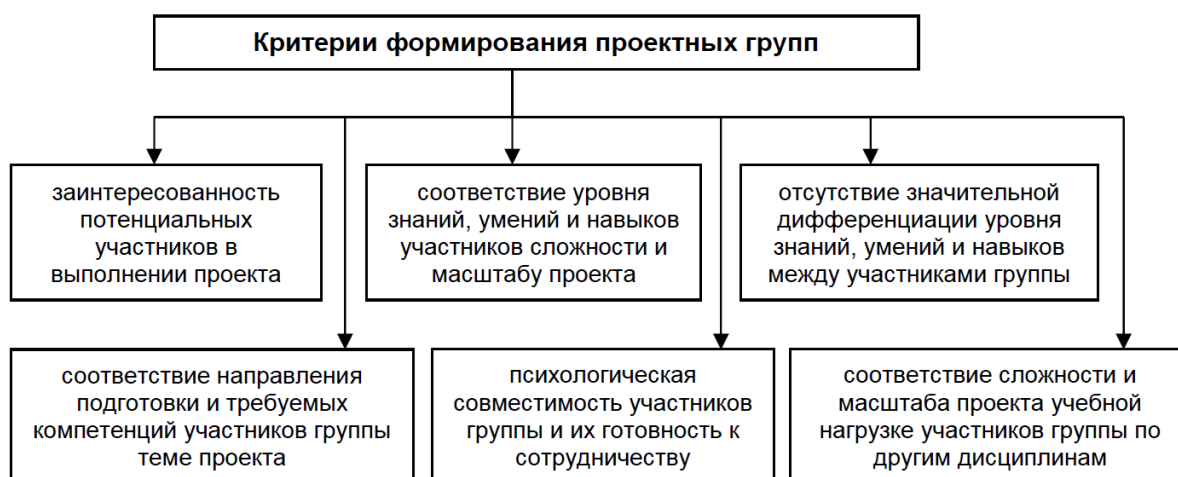 Критерии формирования проектных групп
заинтересованность
потенциальных
участников в
выполнении проекта
соответствие уровня
знаний, умений и навыков
участников сложности и
масштабу проекта
отсутствие значительной
дифференциации уровня
знаний, умений и навыков
между участниками группы
соответствие направления
подготовки и требуемых
компетенций участников группы
теме проекта
психологическая
совместимость участников
группы и их готовность к
сотрудничеству
соответствие сложности и
масштаба проекта учебной
нагрузке участников группы по
другим дисциплинам